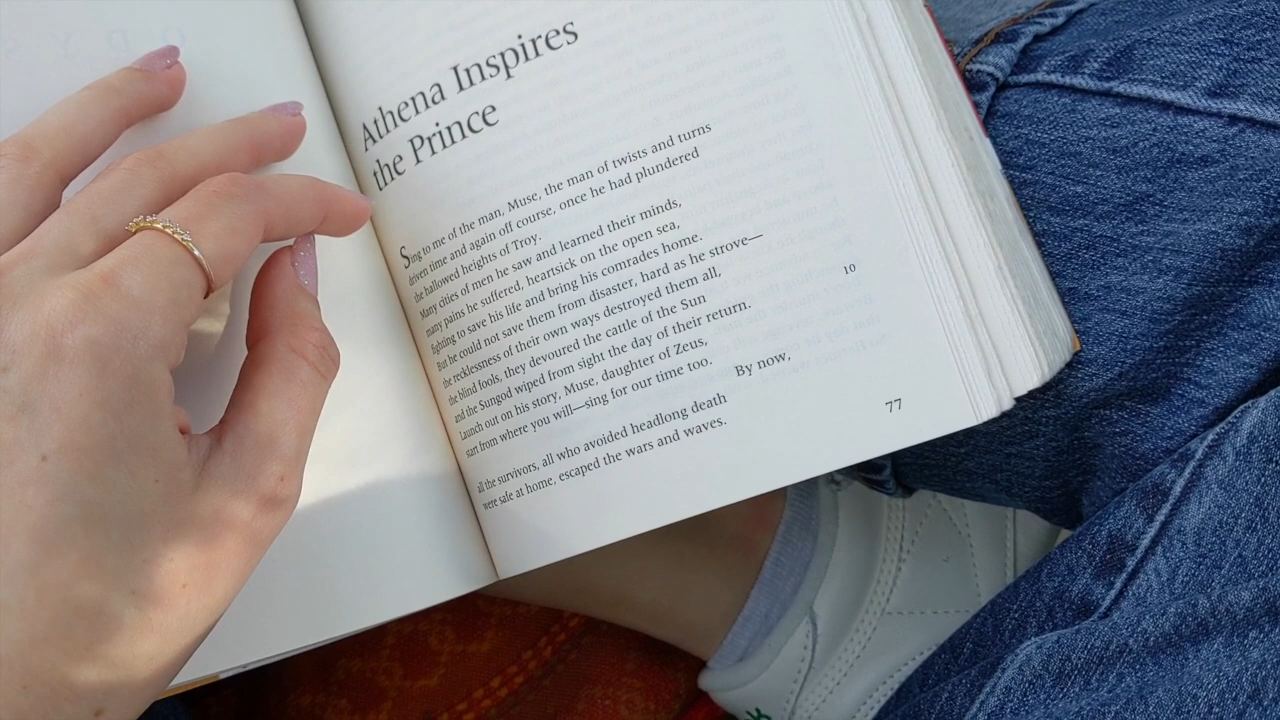 Athena Inspires
the Prince
Sing to me of the man, Muse, the man of twists and turns
driven time and again off course, once he had plundered
the hallowed heights of Troy.
Many cities of men he saw and learned their minds,
many pains he suffered, heartsick on the open sea,
fighting to save his life and bring his comrades home.
But he could not save them from disaster, hard as he strove—
the recklessness of their own ways destroyed them all,
the blind fools, they devoured the cattle of the Sun
and the Sungod wiped from sight the day of their return.
10
Launch out on his story, Muse, daughter of Zeus,
start from where you will—sing for our time too.
By now,
all the survivors, all who avoided headlong death
were safe at home, escaped the wars and waves.
77